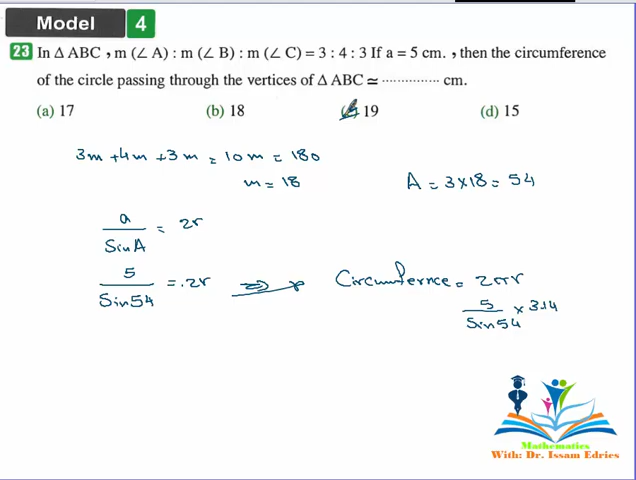 Model 4
23 In Δ ABC , m (∠ A) : m (∠ B) : m (∠ C) = 3 : 4 : 3 If a = 5 cm. , then the circumference
of the circle passing through the vertices of Δ ABC ≃ ............... cm.
(a) 17 (b) 18 19 (d) 15
3m + 4m + 3m = 10m = 180
m = 18
A = 3 × 18 = 54
a / SinA = 2r
5 / Sin54 = 2r ⇒ r
Circumference = 2πr
5 / Sin54 × 3.14
Mathematics
With: Dr. Issam Edries